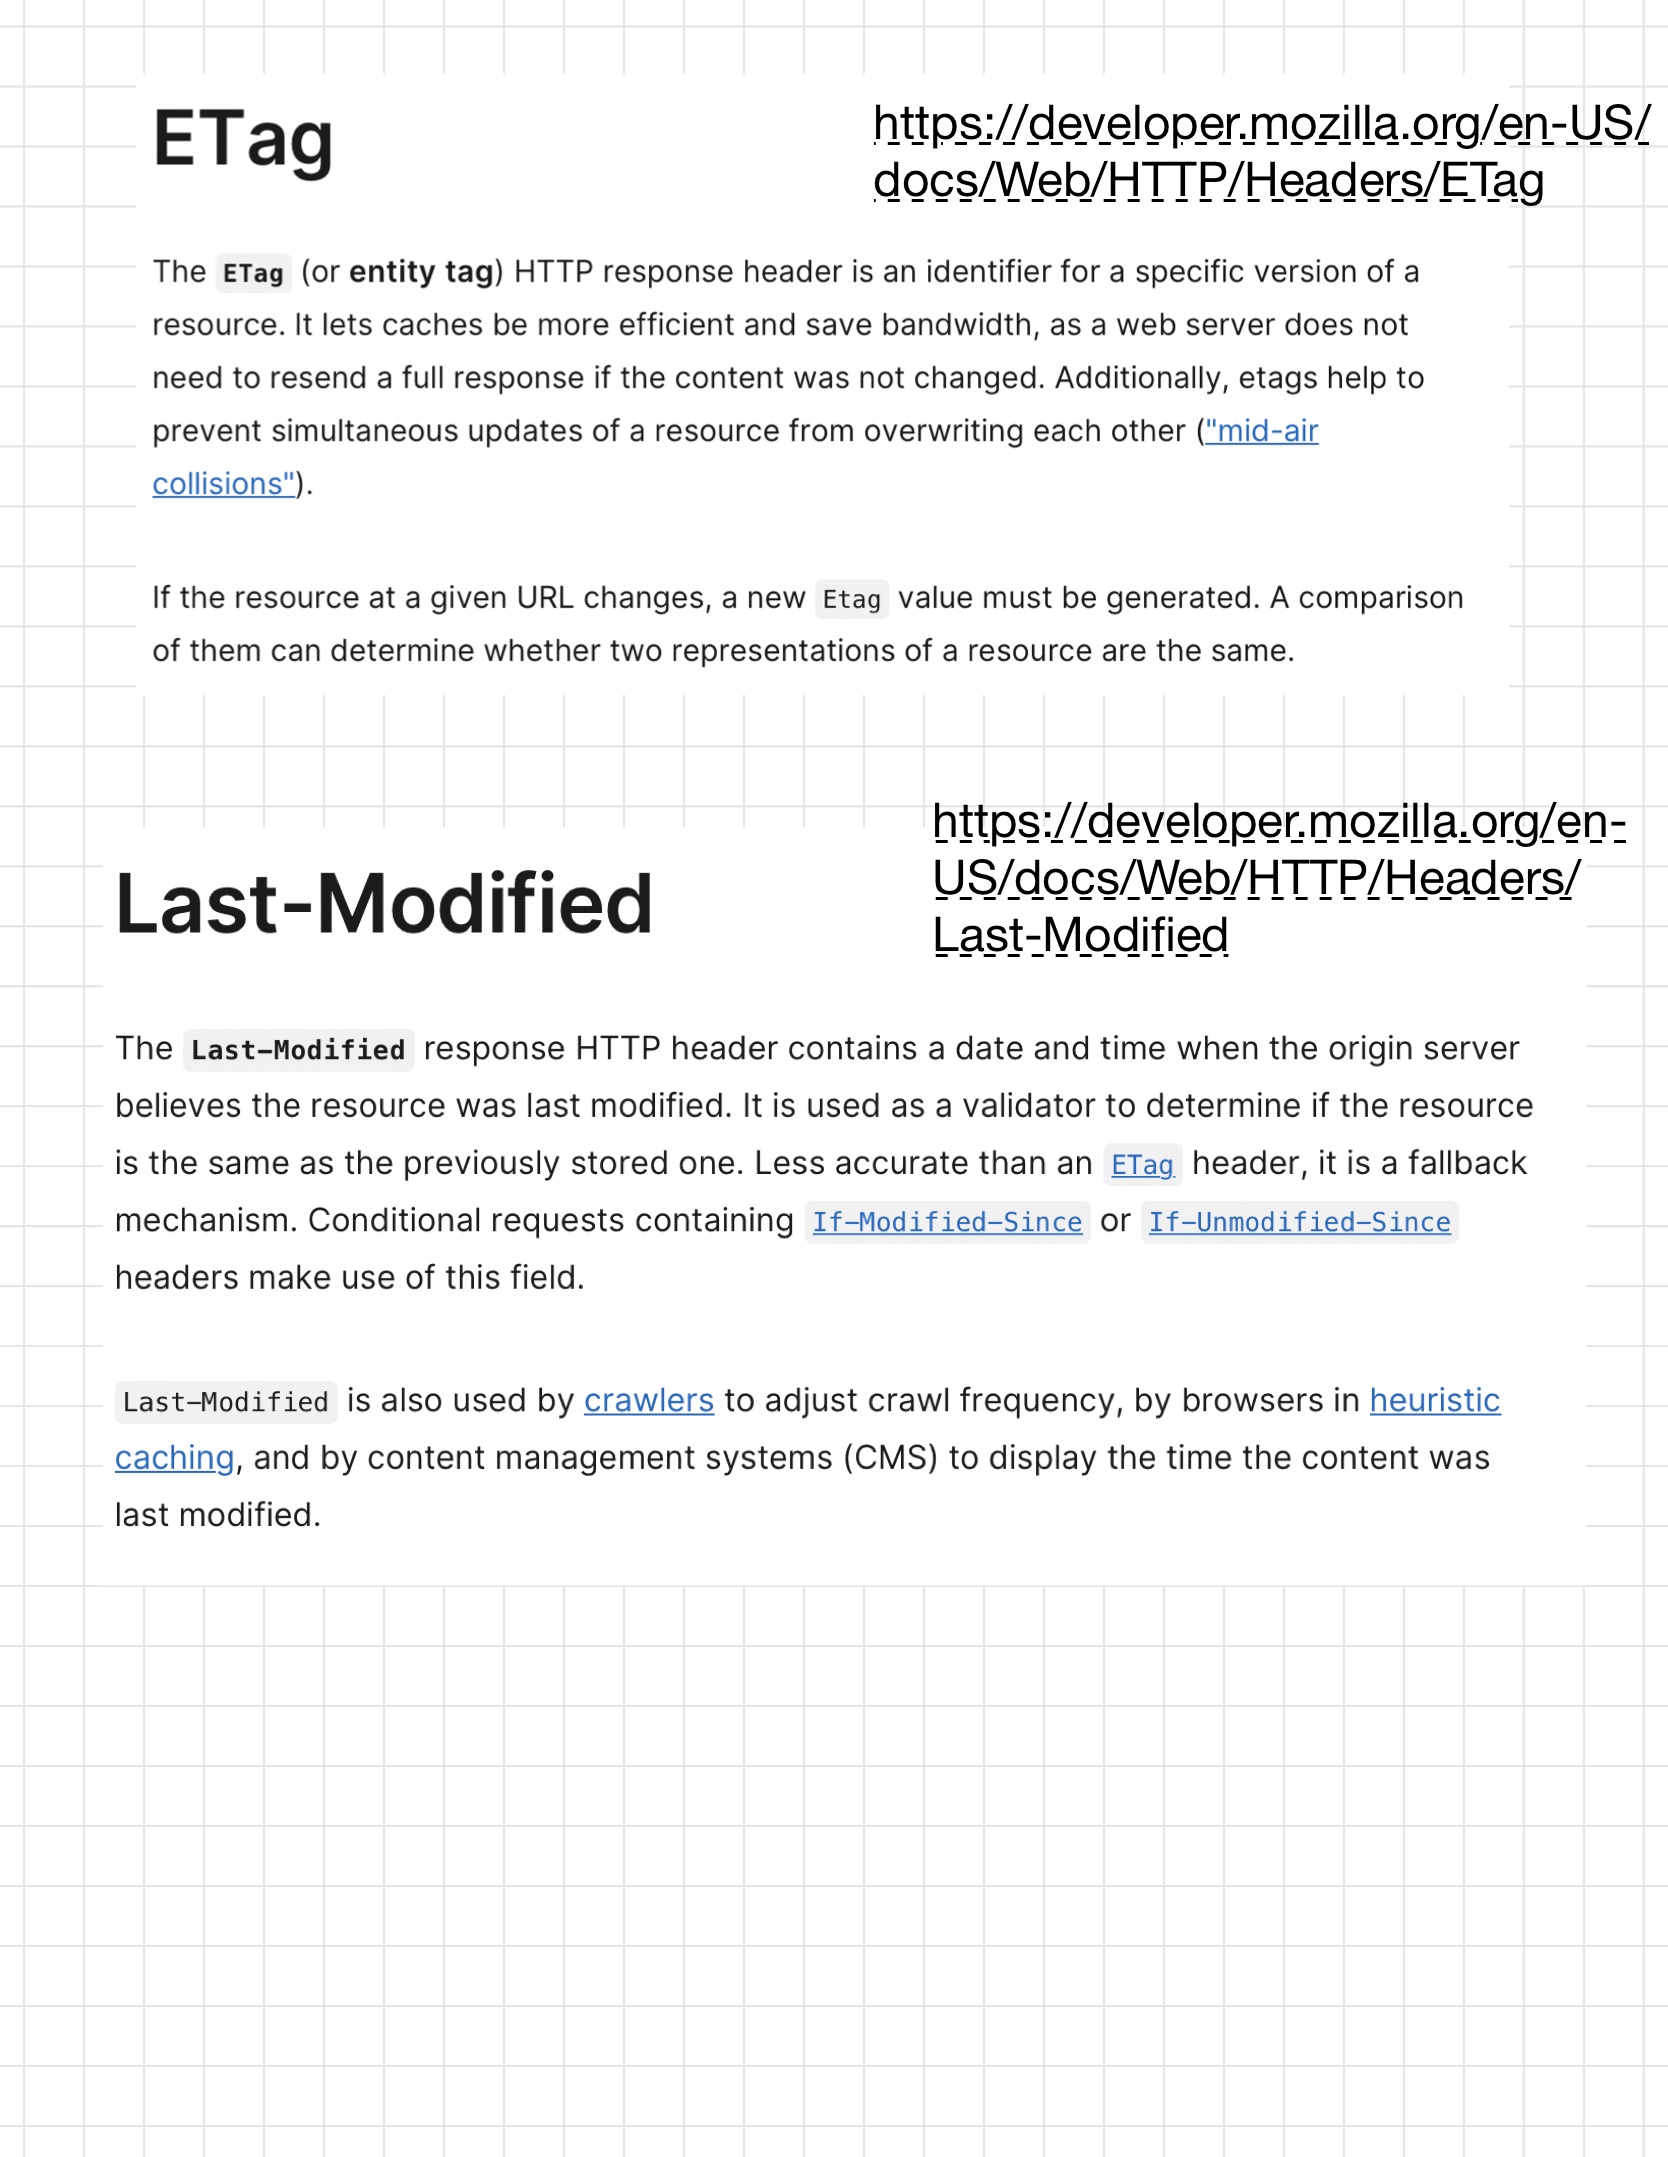 ETag
https://developer.mozilla.org/en-US/
docs/Web/HTTP/Headers/ETag
The ETag (or entity tag) HTTP response header is an identifier for a specific version of a
resource. It lets caches be more efficient and save bandwidth, as a web server does not
need to resend a full response if the content was not changed. Additionally, etags help to
prevent simultaneous updates of a resource from overwriting each other ("mid-air
collisions").
If the resource at a given URL changes, a new Etag value must be generated. A comparison
of them can determine whether two representations of a resource are the same.
https://developer.mozilla.org/en-
US/docs/Web/HTTP/Headers/
Last-Modified
Last-Modified
The Last-Modified response HTTP header contains a date and time when the origin server
believes the resource was last modified. It is used as a validator to determine if the resource
is the same as the previously stored one. Less accurate than an ETag header, it is a fallback
mechanism. Conditional requests containing If-Modified-Since or If-Unmodified-Since
headers make use of this field.
Last-Modified is also used by crawlers to adjust crawl frequency, by browsers in heuristic
caching, and by content management systems (CMS) to display the time the content was
last modified.